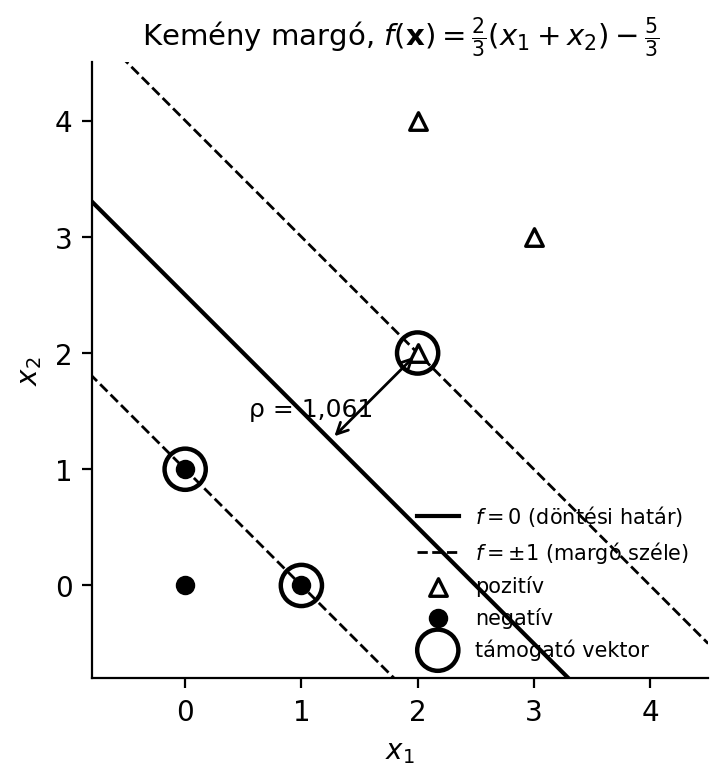 Kemény margó, f(x) = 2/3(x₁ + x₂) − 5/3
4
3
2
1
0
x₂
ρ = 1,061
f = 0 (döntési határ)
f = ±1 (margó széle)
pozitív
negatív
támogató vektor
0 1 2 3 4
x₁